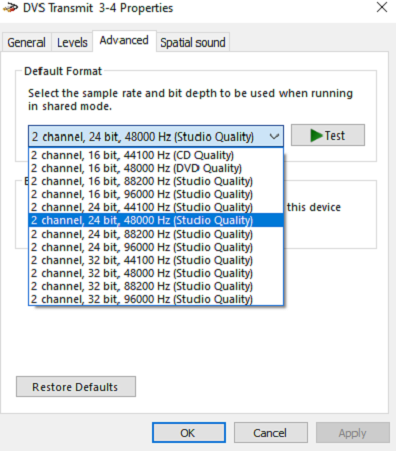 DVS Transmit 3-4 Properties
General Levels Advanced Spatial sound
Default Format
Select the sample rate and bit depth to be used when running
in shared mode.
2 channel, 24 bit, 48000 Hz (Studio Quality)
Test
2 channel, 16 bit, 44100 Hz (CD Quality)
2 channel, 16 bit, 48000 Hz (DVD Quality)
2 channel, 16 bit, 88200 Hz (Studio Quality)
2 channel, 16 bit, 96000 Hz (Studio Quality)
2 channel, 24 bit, 44100 Hz (Studio Quality)
this device
2 channel, 24 bit, 48000 Hz (Studio Quality)
2 channel, 24 bit, 88200 Hz (Studio Quality)
2 channel, 24 bit, 96000 Hz (Studio Quality)
2 channel, 32 bit, 44100 Hz (Studio Quality)
2 channel, 32 bit, 48000 Hz (Studio Quality)
2 channel, 32 bit, 88200 Hz (Studio Quality)
2 channel, 32 bit, 96000 Hz (Studio Quality)
Restore Defaults
OK Cancel Apply